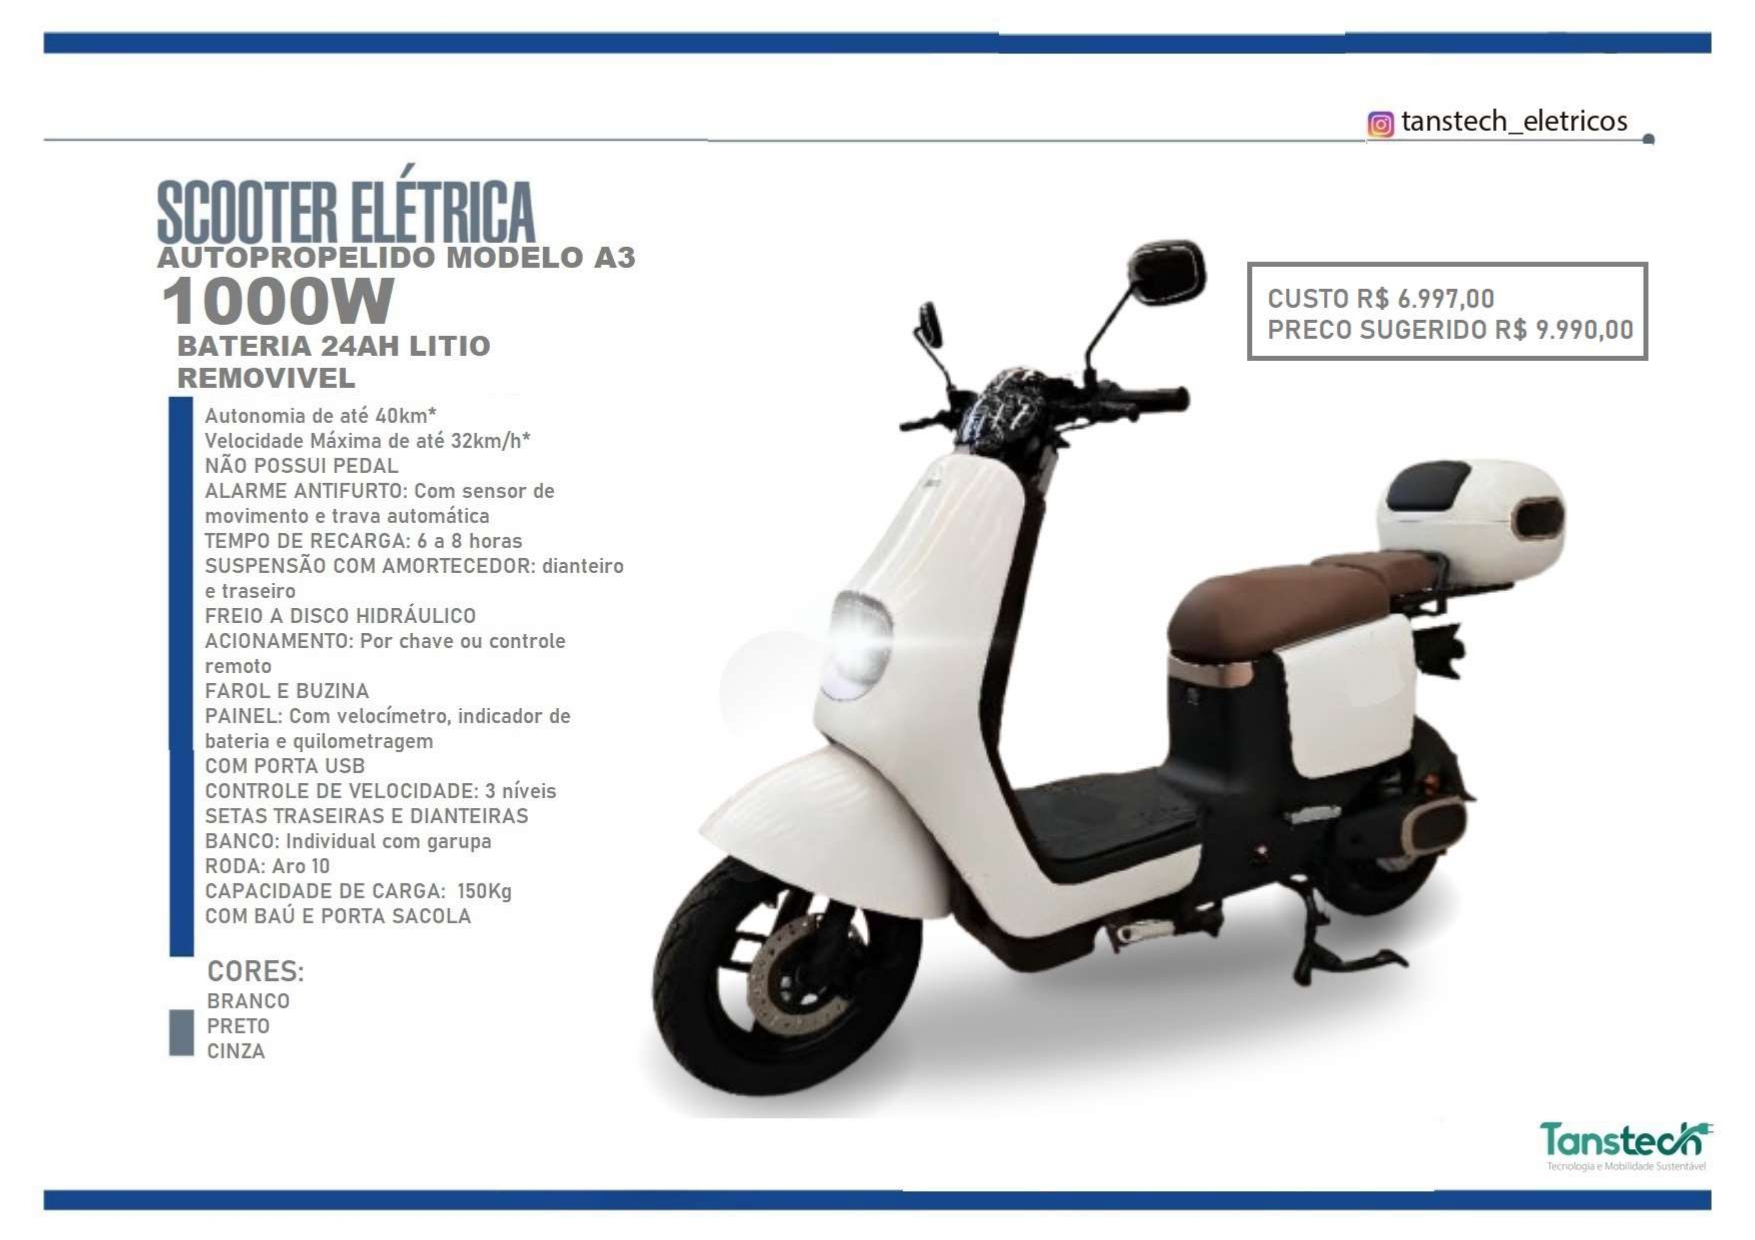 tanstech_eletricos
SCOOTER ELÉTRICA
AUTOPROPELIDO MODELO A3
1000W
BATERIA 24AH LITIO
REMOVIVEL
CUSTO R$ 6.997,00
PRECO SUGERIDO R$ 9.990,00
Autonomia de até 40km*
Velocidade Máxima de até 32km/h*
NÃO POSSUI PEDAL
ALARME ANTIFURTO: Com sensor de
movimento e trava automática
TEMPO DE RECARGA: 6 a 8 horas
SUSPENSÃO COM AMORTECEDOR: dianteiro
e traseiro
FREIO A DISCO HIDRÁULICO
ACIONAMENTO: Por chave ou controle
remoto
FAROL E BUZINA
PAINEL: Com velocímetro, indicador de
bateria e quilometragem
COM PORTA USB
CONTROLE DE VELOCIDADE: 3 níveis
SETAS TRASEIRAS E DIANTEIRAS
BANCO: Individual com garupa
RODA: Aro 10
CAPACIDADE DE CARGA: 150Kg
COM BAÚ E PORTA SACOLA
CORES:
BRANCO
PRETO
CINZA
Tanstech
Tecnologia e Mobilidade Sustentável